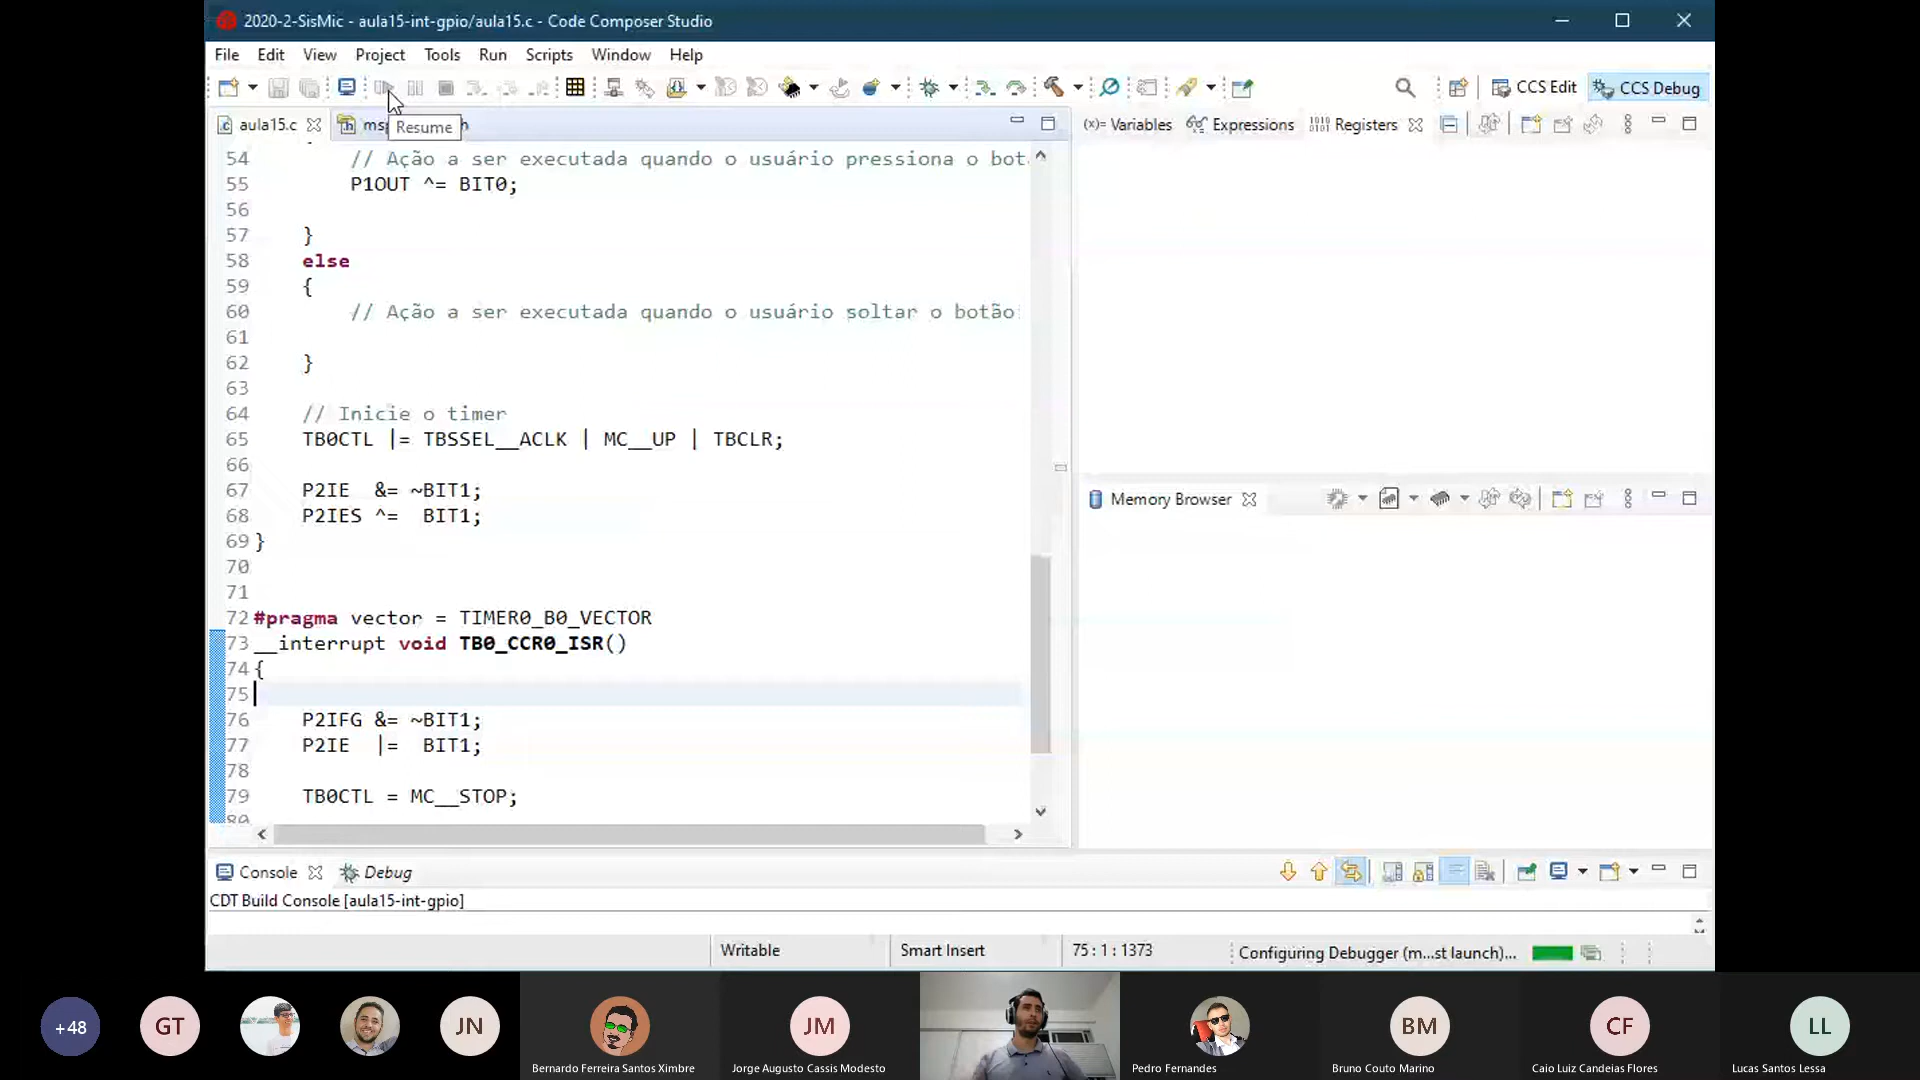 2020-2-SisMic - aula15-int-gpio/aula15.c - Code Composer Studio
File Edit View Project Tools Run Scripts Window Help
CCS Edit CCS Debug
aula15.c msp h
Resume
(x)= Variables Expressions Registers
54 // Ação a ser executada quando o usuário pressiona o bot
55 P1OUT ^= BIT0;
56
57 }
58 else
59 {
60 // Ação a ser executada quando o usuário soltar o botão
61
62 }
63
64 // Inicie o timer
65 TB0CTL |= TBSSEL__ACLK | MC__UP | TBCLR;
66
67 P2IE &= ~BIT1;
68 P2IES ^= BIT1;
69 }
70
71
72 #pragma vector = TIMER0_B0_VECTOR
73 __interrupt void TB0_CCR0_ISR()
74 {
75
76 P2IFG &= ~BIT1;
77 P2IE |= BIT1;
78
79 TB0CTL = MC__STOP;
80
Memory Browser
Console Debug
CDT Build Console [aula15-int-gpio]
Writable Smart Insert 75 : 1 : 1373 Configuring Debugger (m...st launch)...
+48 GT JN JM BM CF LL
Bernardo Ferreira Santos Ximbre Jorge Augusto Cassis Modesto Pedro Fernandes Bruno Couto Marino Caio Luiz Candeias Flores Lucas Santos Lessa